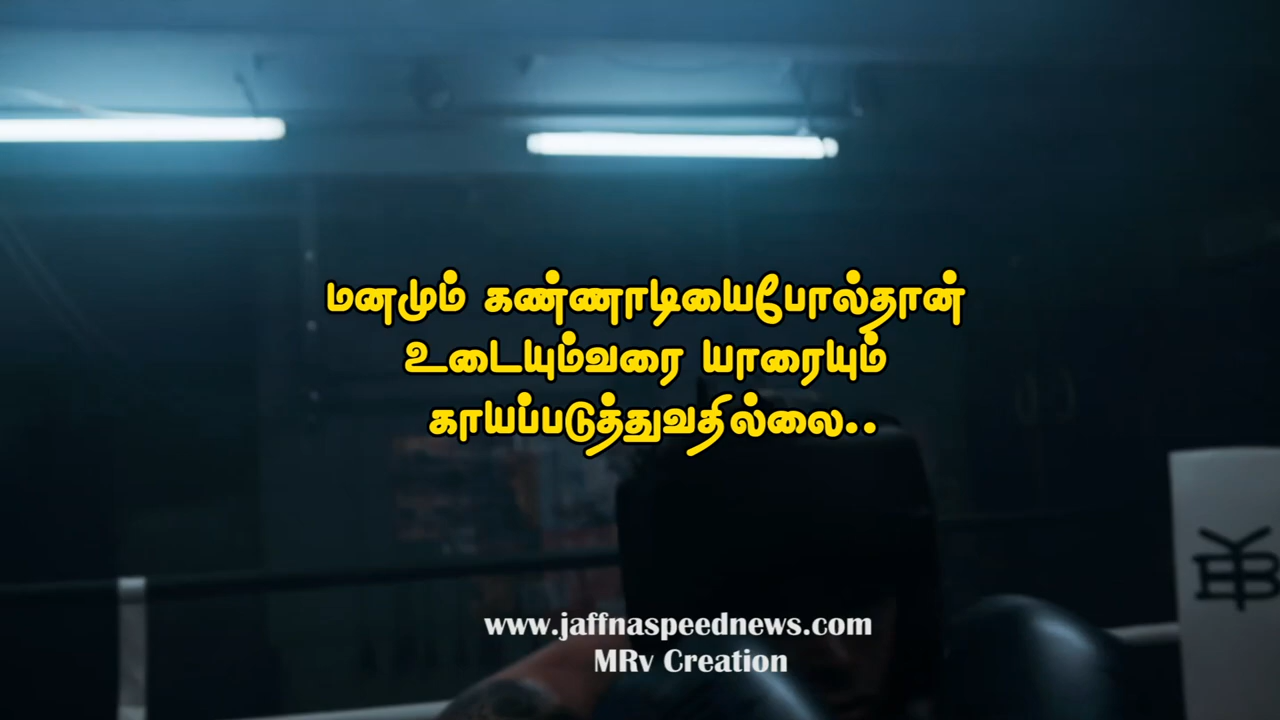 மனமும் கண்ணாடியைபோல்தான்
உடையும்வரை யாரையும்
காயப்படுத்துவதில்லை..
www.jaffnaspeednews.com
MRv Creation